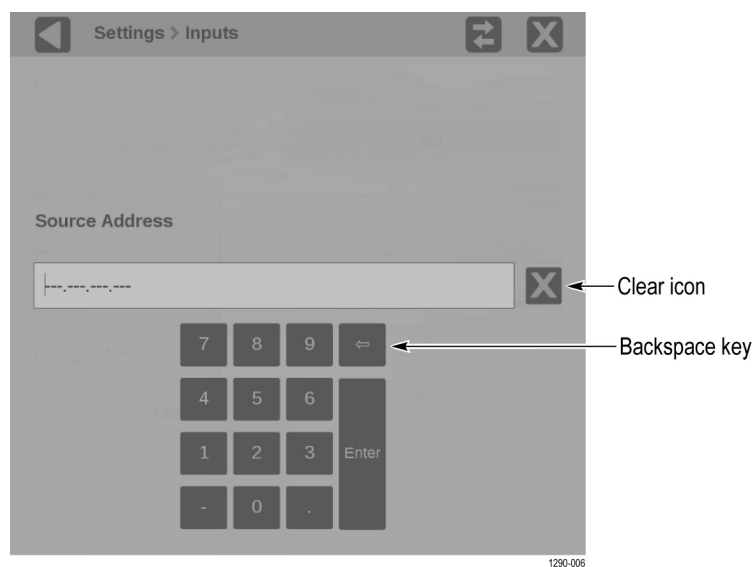 Settings > Inputs
Source Address
---.---.---.---
Clear icon
7 8 9 ⇦
Backspace key
4 5 6
1 2 3 Enter
- 0 .
1290-006